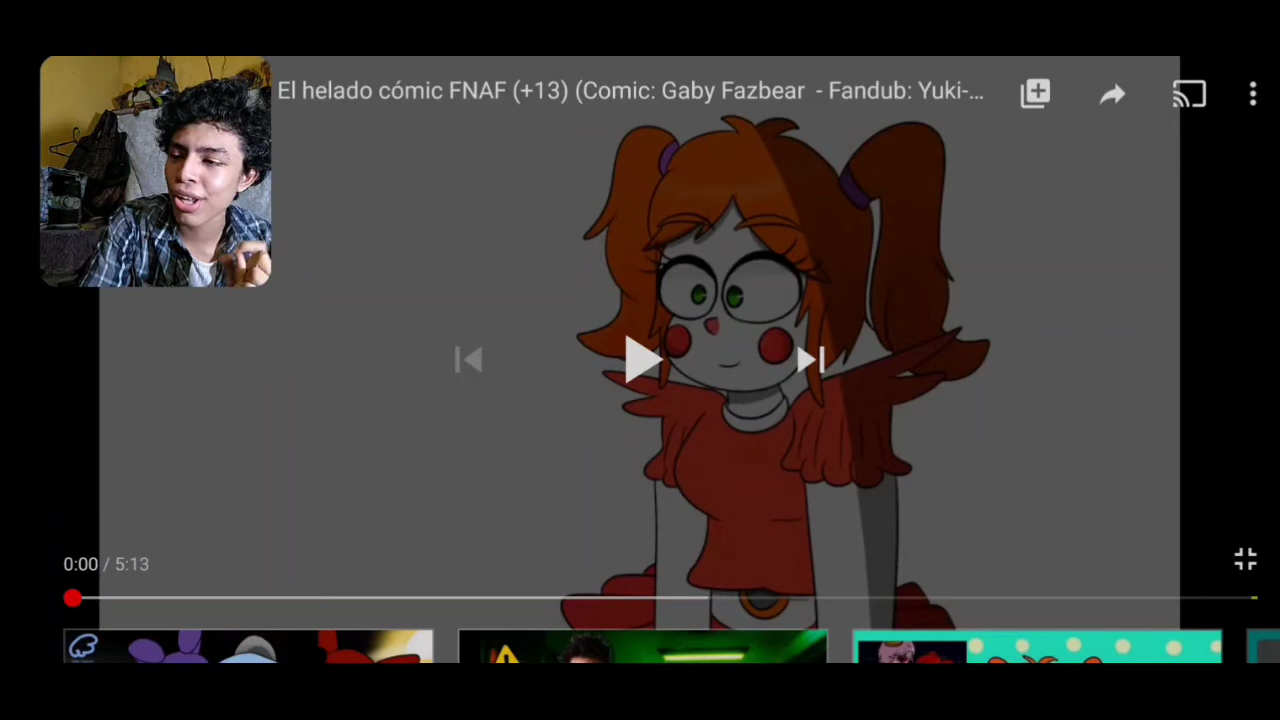 El helado cómic FNAF (+13) (Comic: Gaby Fazbear - Fandub: Yuki-...
0:00 / 5:13